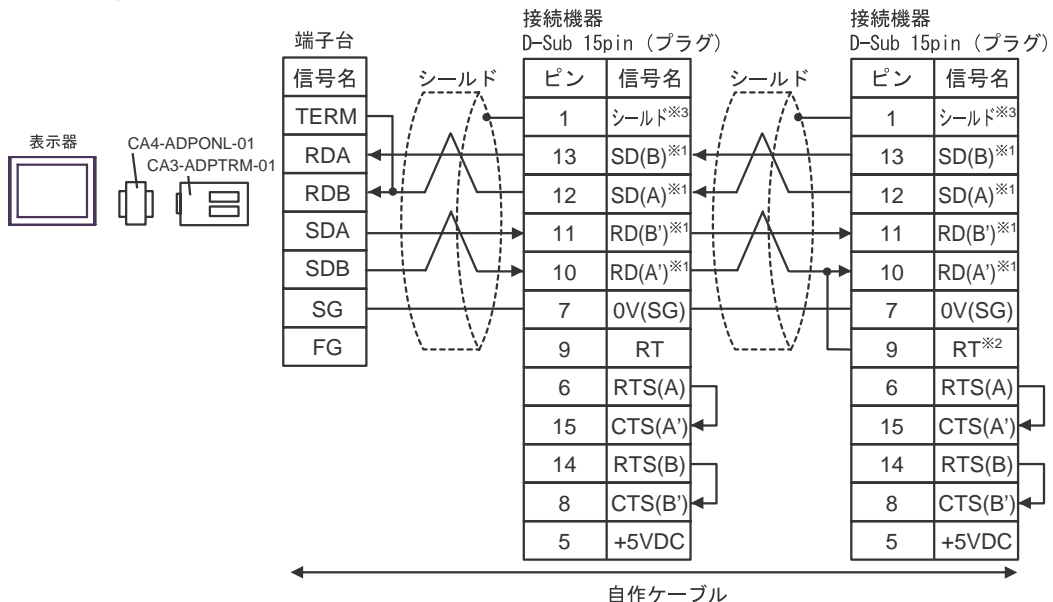 表示器
CA4-ADPONL-01
CA3-ADPTRM-01
端子台
信号名
TERM
RDA
RDB
SDA
SDB
SG
FG
シールド
接続機器
D-Sub 15pin (プラグ)
ピン 信号名
1 シールド※3
13 SD(B)※1
12 SD(A)※1
11 RD(B')※1
10 RD(A')※1
7 0V(SG)
9 RT
6 RTS(A)
15 CTS(A')
14 RTS(B)
8 CTS(B')
5 +5VDC
シールド
接続機器
D-Sub 15pin (プラグ)
ピン 信号名
1 シールド※3
13 SD(B)※1
12 SD(A)※1
11 RD(B')※1
10 RD(A')※1
7 0V(SG)
9 RT※2
6 RTS(A)
15 CTS(A')
14 RTS(B)
8 CTS(B')
5 +5VDC
自作ケーブル